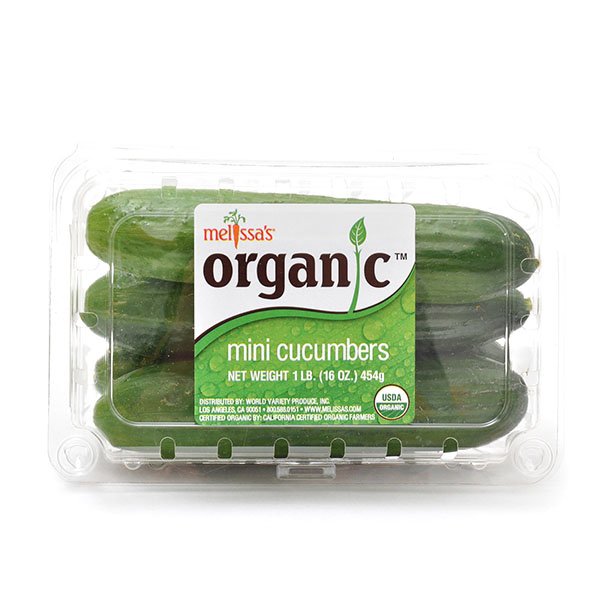 melissa's
organic™
mini cucumbers
NET WEIGHT 1 LB. (16 OZ.) 454g
DISTRIBUTED BY: WORLD VARIETY PRODUCE, INC.
LOS ANGELES, CA 90051 • 800.588.0151 • WWW.MELISSAS.COM
CERTIFIED ORGANIC BY: CALIFORNIA CERTIFIED ORGANIC FARMERS
USDA
ORGANIC